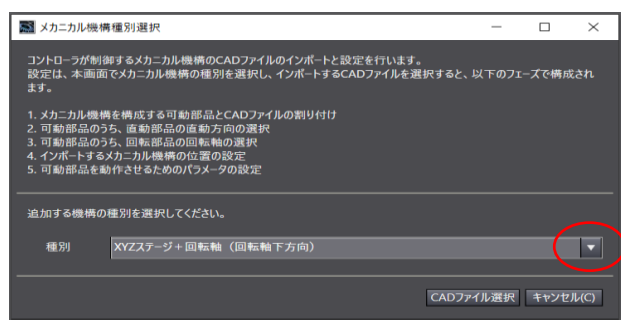 メカニカル機構種別選択
コントローラが制御するメカニカル機構のCADファイルのインポートと設定を行います。
設定は、本画面でメカニカル機構の種別を選択し、インポートするCADファイルを選択すると、以下のフェーズで構成され
ます。
1. メカニカル機構を構成する可動部品とCADファイルの割り付け
2. 可動部品のうち、直動部品の直動方向の選択
3. 可動部品のうち、回転部品の回転軸の選択
4. インポートするメカニカル機構の位置の設定
5. 可動部品を動作させるためのパラメータの設定
追加する機構の種別を選択してください。
種別 XYZステージ＋回転軸（回転軸下方向）
CADファイル選択 キャンセル(C)